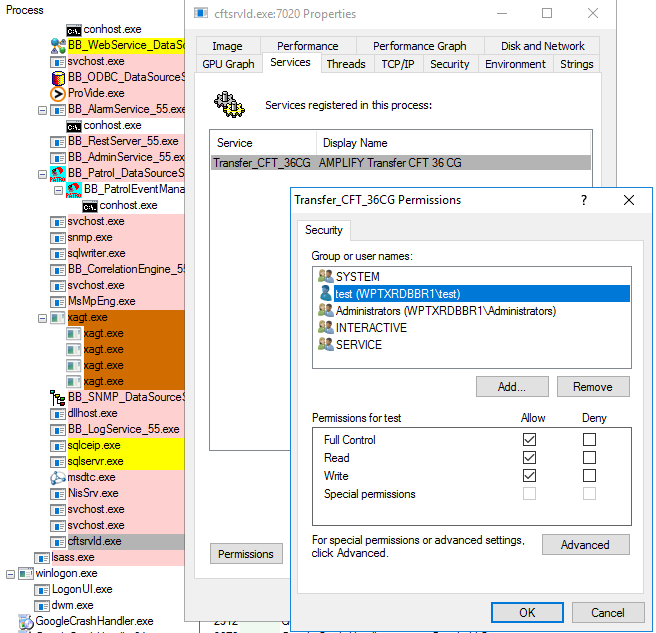 Process
conhost.exe
BB_WebService_DataSo
svchost.exe
BB_ODBC_DataSourceS
ProVide.exe
BB_AlarmService_55.exe
conhost.exe
BB_RestServer_55.exe
BB_AdminService_55.exe
BB_Patrol_DataSourceS
BB_PatrolEventMana
conhost.exe
svchost.exe
snmp.exe
sqlwriter.exe
BB_CorrelationEngine_55
svchost.exe
MsMpEng.exe
xagt.exe
xagt.exe
xagt.exe
xagt.exe
xagt.exe
BB_SNMP_DataSourceS
dllhost.exe
BB_LogService_55.exe
sqlceip.exe
sqlservr.exe
msdtc.exe
NisSrv.exe
svchost.exe
svchost.exe
cftsrvld.exe
lsass.exe
winlogon.exe
LogonUI.exe
dwm.exe
GoogleCrashHandler.exe
cftsrvld.exe:7020 Properties
Image Performance Performance Graph Disk and Network
GPU Graph Services Threads TCP/IP Security Environment Strings
Services registered in this process:
Service Display Name
Transfer_CFT_36CG AMPLIFY Transfer CFT 36 CG
Permissions
Transfer_CFT_36CG Permissions ?
Security
Group or user names:
SYSTEM
test (WPTXRDBBR1\test)
Administrators (WPTXRDBBR1\Administrators)
INTERACTIVE
SERVICE
Add... Remove
Permissions for test Allow Deny
Full Control
Read
Write
Special permissions
For special permissions or advanced settings,
click Advanced.
Advanced
OK Cancel